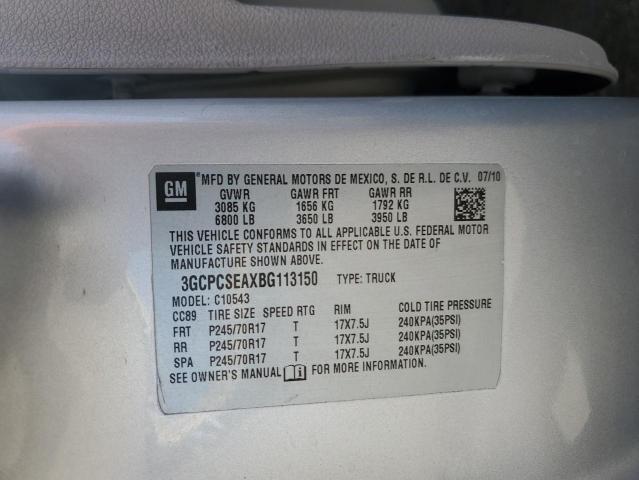 GM MFD BY GENERAL MOTORS DE MEXICO, S. DE R.L. DE C.V. 07/10
GVWR GAWR FRT GAWR RR
3085 KG 1656 KG 1792 KG
6800 LB 3650 LB 3950 LB
THIS VEHICLE CONFORMS TO ALL APPLICABLE U.S. FEDERAL MOTOR
VEHICLE SAFETY STANDARDS IN EFFECT ON THE DATE OF
MANUFACTURE SHOWN ABOVE.
3GCPCSEAXBG113150 TYPE: TRUCK
MODEL: C10543
CC89 TIRE SIZE SPEED RTG RIM COLD TIRE PRESSURE
FRT P245/70R17 T 17X7.5J 240KPA(35PSI)
RR P245/70R17 T 17X7.5J 240KPA(35PSI)
SPA P245/70R17 T 17X7.5J 240KPA(35PSI)
SEE OWNER'S MANUAL FOR MORE INFORMATION.